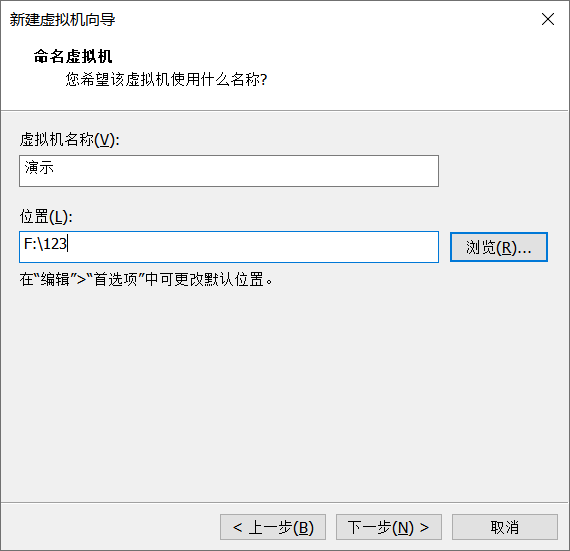 新建虚拟机向导
命名虚拟机
您希望该虚拟机使用什么名称?
虚拟机名称(V):
演示
位置(L):
F:\123
浏览(R)...
在“编辑”>“首选项”中可更改默认位置。
< 上一步(B)
下一步(N) >
取消